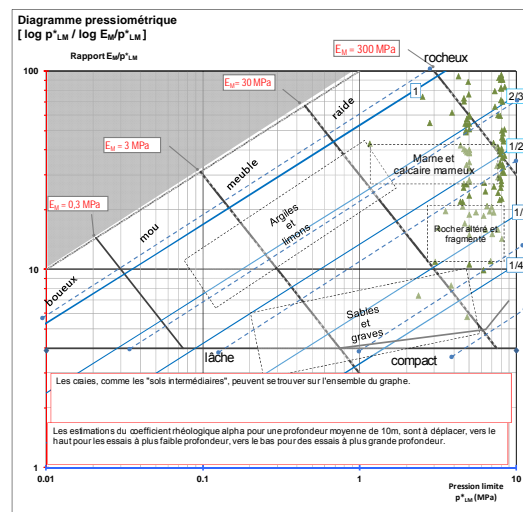 Diagramme pressiométrique
[ log p*LM / log EM/p*LM ]
Rapport EM/p*LM
EM= 300 MPa
rocheux
100
1
2/3
EM= 30 MPa
raide
EM= 3 MPa
meuble
Marne et
calcaire marneux
1/2
EM= 0,3 MPa
mou
Argiles
et
limons
Rocher altéré et
fragmenté
1/
boueux
10
1/4
Sables
et
graves
lâche
compact
Les craies, comme les "sols intermédiaires", peuvent se trouver sur l'ensemble du graphe.
Les estimations du coefficient rhéologique alpha pour une profondeur moyenne de 10m, sont à déplacer, vers le
haut pour les essais à plus faible profondeur, vers le bas pour des essais à plus grande profondeur.
1
0.01
0.1
1
10
Pression limite
p*LM (MPa)